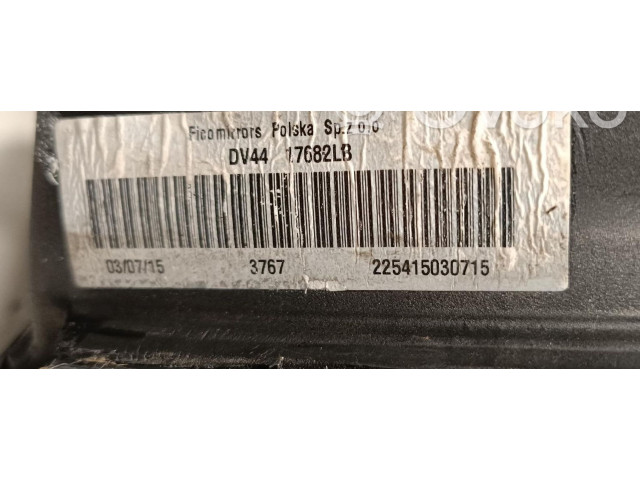 Ficomirrors Polska Sp.z o.o
DV44 17682LB
03/07/15 3767 225415030715